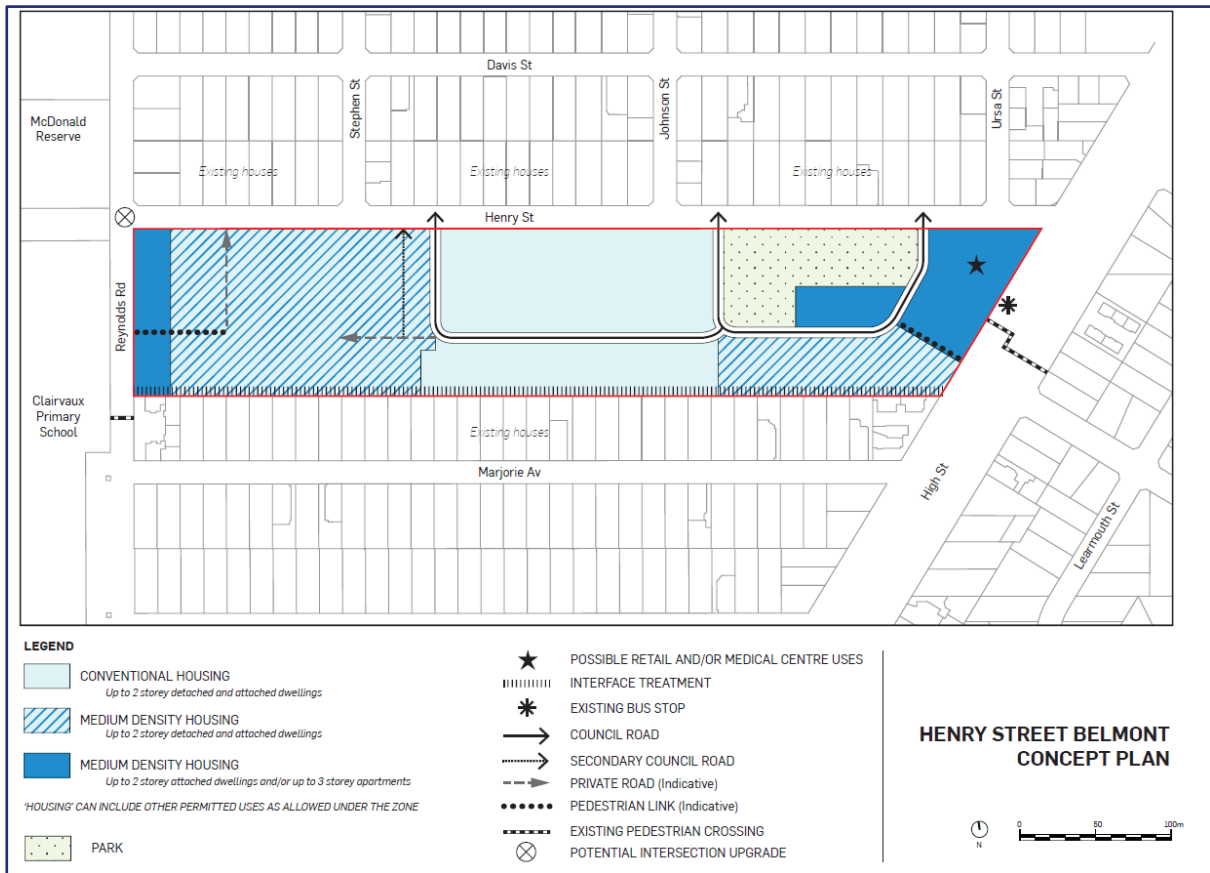 Davis St
McDonald
Reserve
Stephen St
Johnson St
Ursa St
Existing houses
Existing houses
Existing houses
Henry St
Reynolds Rd
Clairvaux
Primary
School
Existing houses
Marjorie Av
High St
Learmouth St
LEGEND
CONVENTIONAL HOUSING
Up to 2 storey detached and attached dwellings
MEDIUM DENSITY HOUSING
Up to 2 storey detached and attached dwellings
MEDIUM DENSITY HOUSING
Up to 2 storey attached dwellings and/or up to 3 storey apartments
'HOUSING' CAN INCLUDE OTHER PERMITTED USES AS ALLOWED UNDER THE ZONE
PARK
POSSIBLE RETAIL AND/OR MEDICAL CENTRE USES
INTERFACE TREATMENT
EXISTING BUS STOP
COUNCIL ROAD
SECONDARY COUNCIL ROAD
PRIVATE ROAD (Indicative)
PEDESTRIAN LINK (Indicative)
EXISTING PEDESTRIAN CROSSING
POTENTIAL INTERSECTION UPGRADE
HENRY STREET BELMONT
CONCEPT PLAN
N
0 50 100m